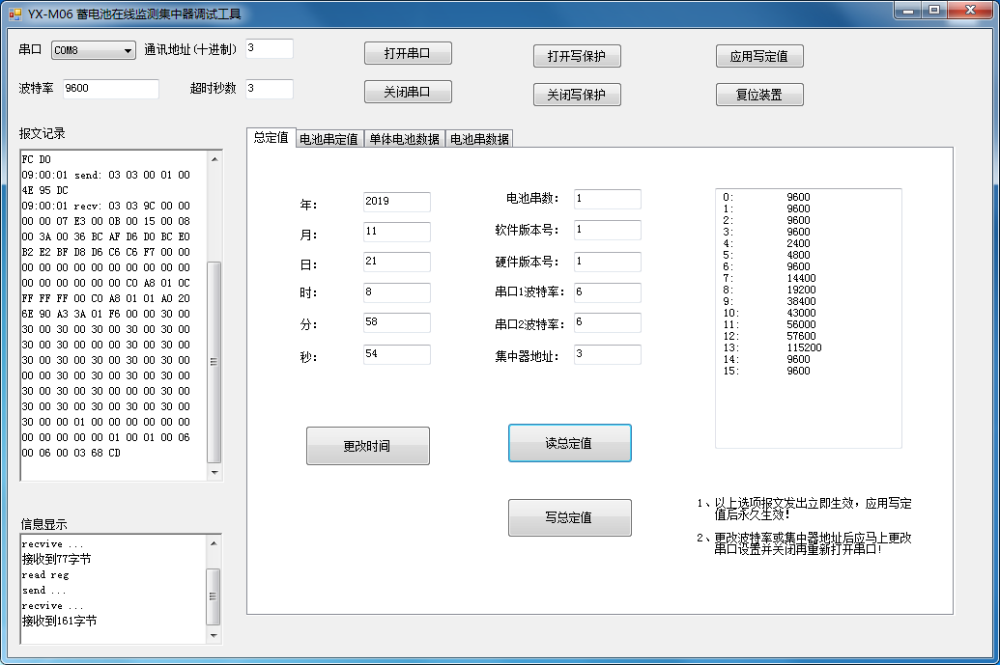 YX-M06 蓄电池在线监测集中器调试工具
串口 COM8 通讯地址(十进制) 3 打开串口 打开写保护 应用写定值
波特率 9600 超时秒数 3 关闭串口 关闭写保护 复位装置
报文记录
FC D0
09:00:01 send: 03 03 00 01 00
4E 95 DC
09:00:01 recv: 03 03 9C 00 00
00 00 07 E3 00 0B 00 15 00 08
00 3A 00 36 BC AF D6 D0 BC E0
B2 E2 BF D8 D6 C6 C6 F7 00 00
00 00 00 00 00 00 00 00 00 00
00 00 00 00 00 00 C0 A8 01 0C
FF FF FF 00 C0 A8 01 01 A0 20
6E 90 A3 3A 01 F6 00 00 30 00
30 00 30 00 30 00 30 00 30 00
30 00 30 00 30 00 30 00 30 00
30 00 30 00 30 00 30 00 30 00
00 00 30 00 30 00 30 00 30 00
30 00 30 00 30 00 00 00 30 00
30 00 30 00 30 00 30 00 30 00
30 00 00 01 00 00 00 00 00 00
00 00 00 00 00 01 00 01 00 06
00 06 00 03 68 CD
信息显示
recvive ...
接收到77字节
read reg
send ...
recvive ...
接收到161字节
总定值 电池串定值 单体电池数据 电池串数据
年: 2019
月: 11
日: 21
时: 8
分: 58
秒: 54
电池串数: 1
软件版本号: 1
硬件版本号: 1
串口1波特率: 6
串口2波特率: 6
集中器地址: 3
更改时间
读总定值
写总定值
0: 9600
1: 9600
2: 9600
3: 9600
4: 2400
5: 4800
6: 9600
7: 14400
8: 19200
9: 38400
10: 43000
11: 56000
12: 57600
13: 115200
14: 9600
15: 9600
1、以上选项报文发出立即生效，应用写定
值后永久生效!
2、更改波特率或集中器地址后应马上更改
串口设置并关闭再重新打开串口!